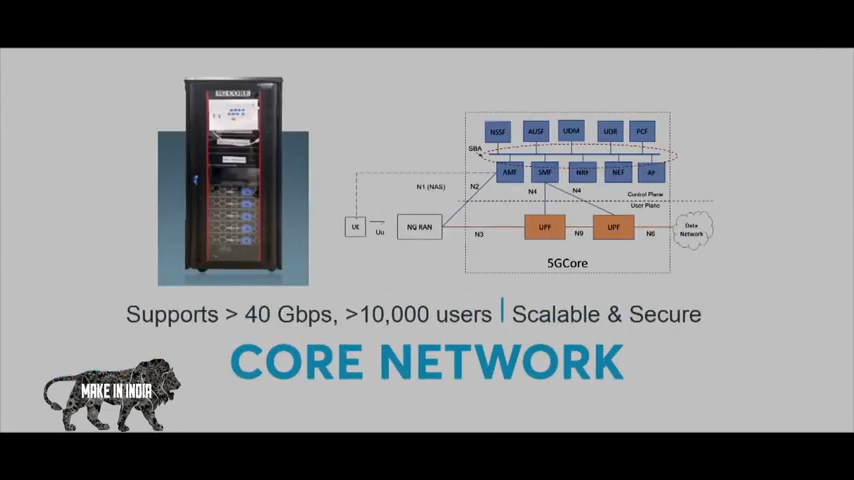 5G CORE
NSSF
AUSF
UDM
UDR
PCF
SBA
AMF
SMF
NRF
NEF
AF
N1 (NAS)
N2
N4
N4
Control Plane
User Plane
UE
Uu
NG RAN
N3
UPF
N9
UPF
N6
Data
Network
5GCore
Supports > 40 Gbps, >10,000 users | Scalable & Secure
CORE NETWORK
MAKE IN INDIA